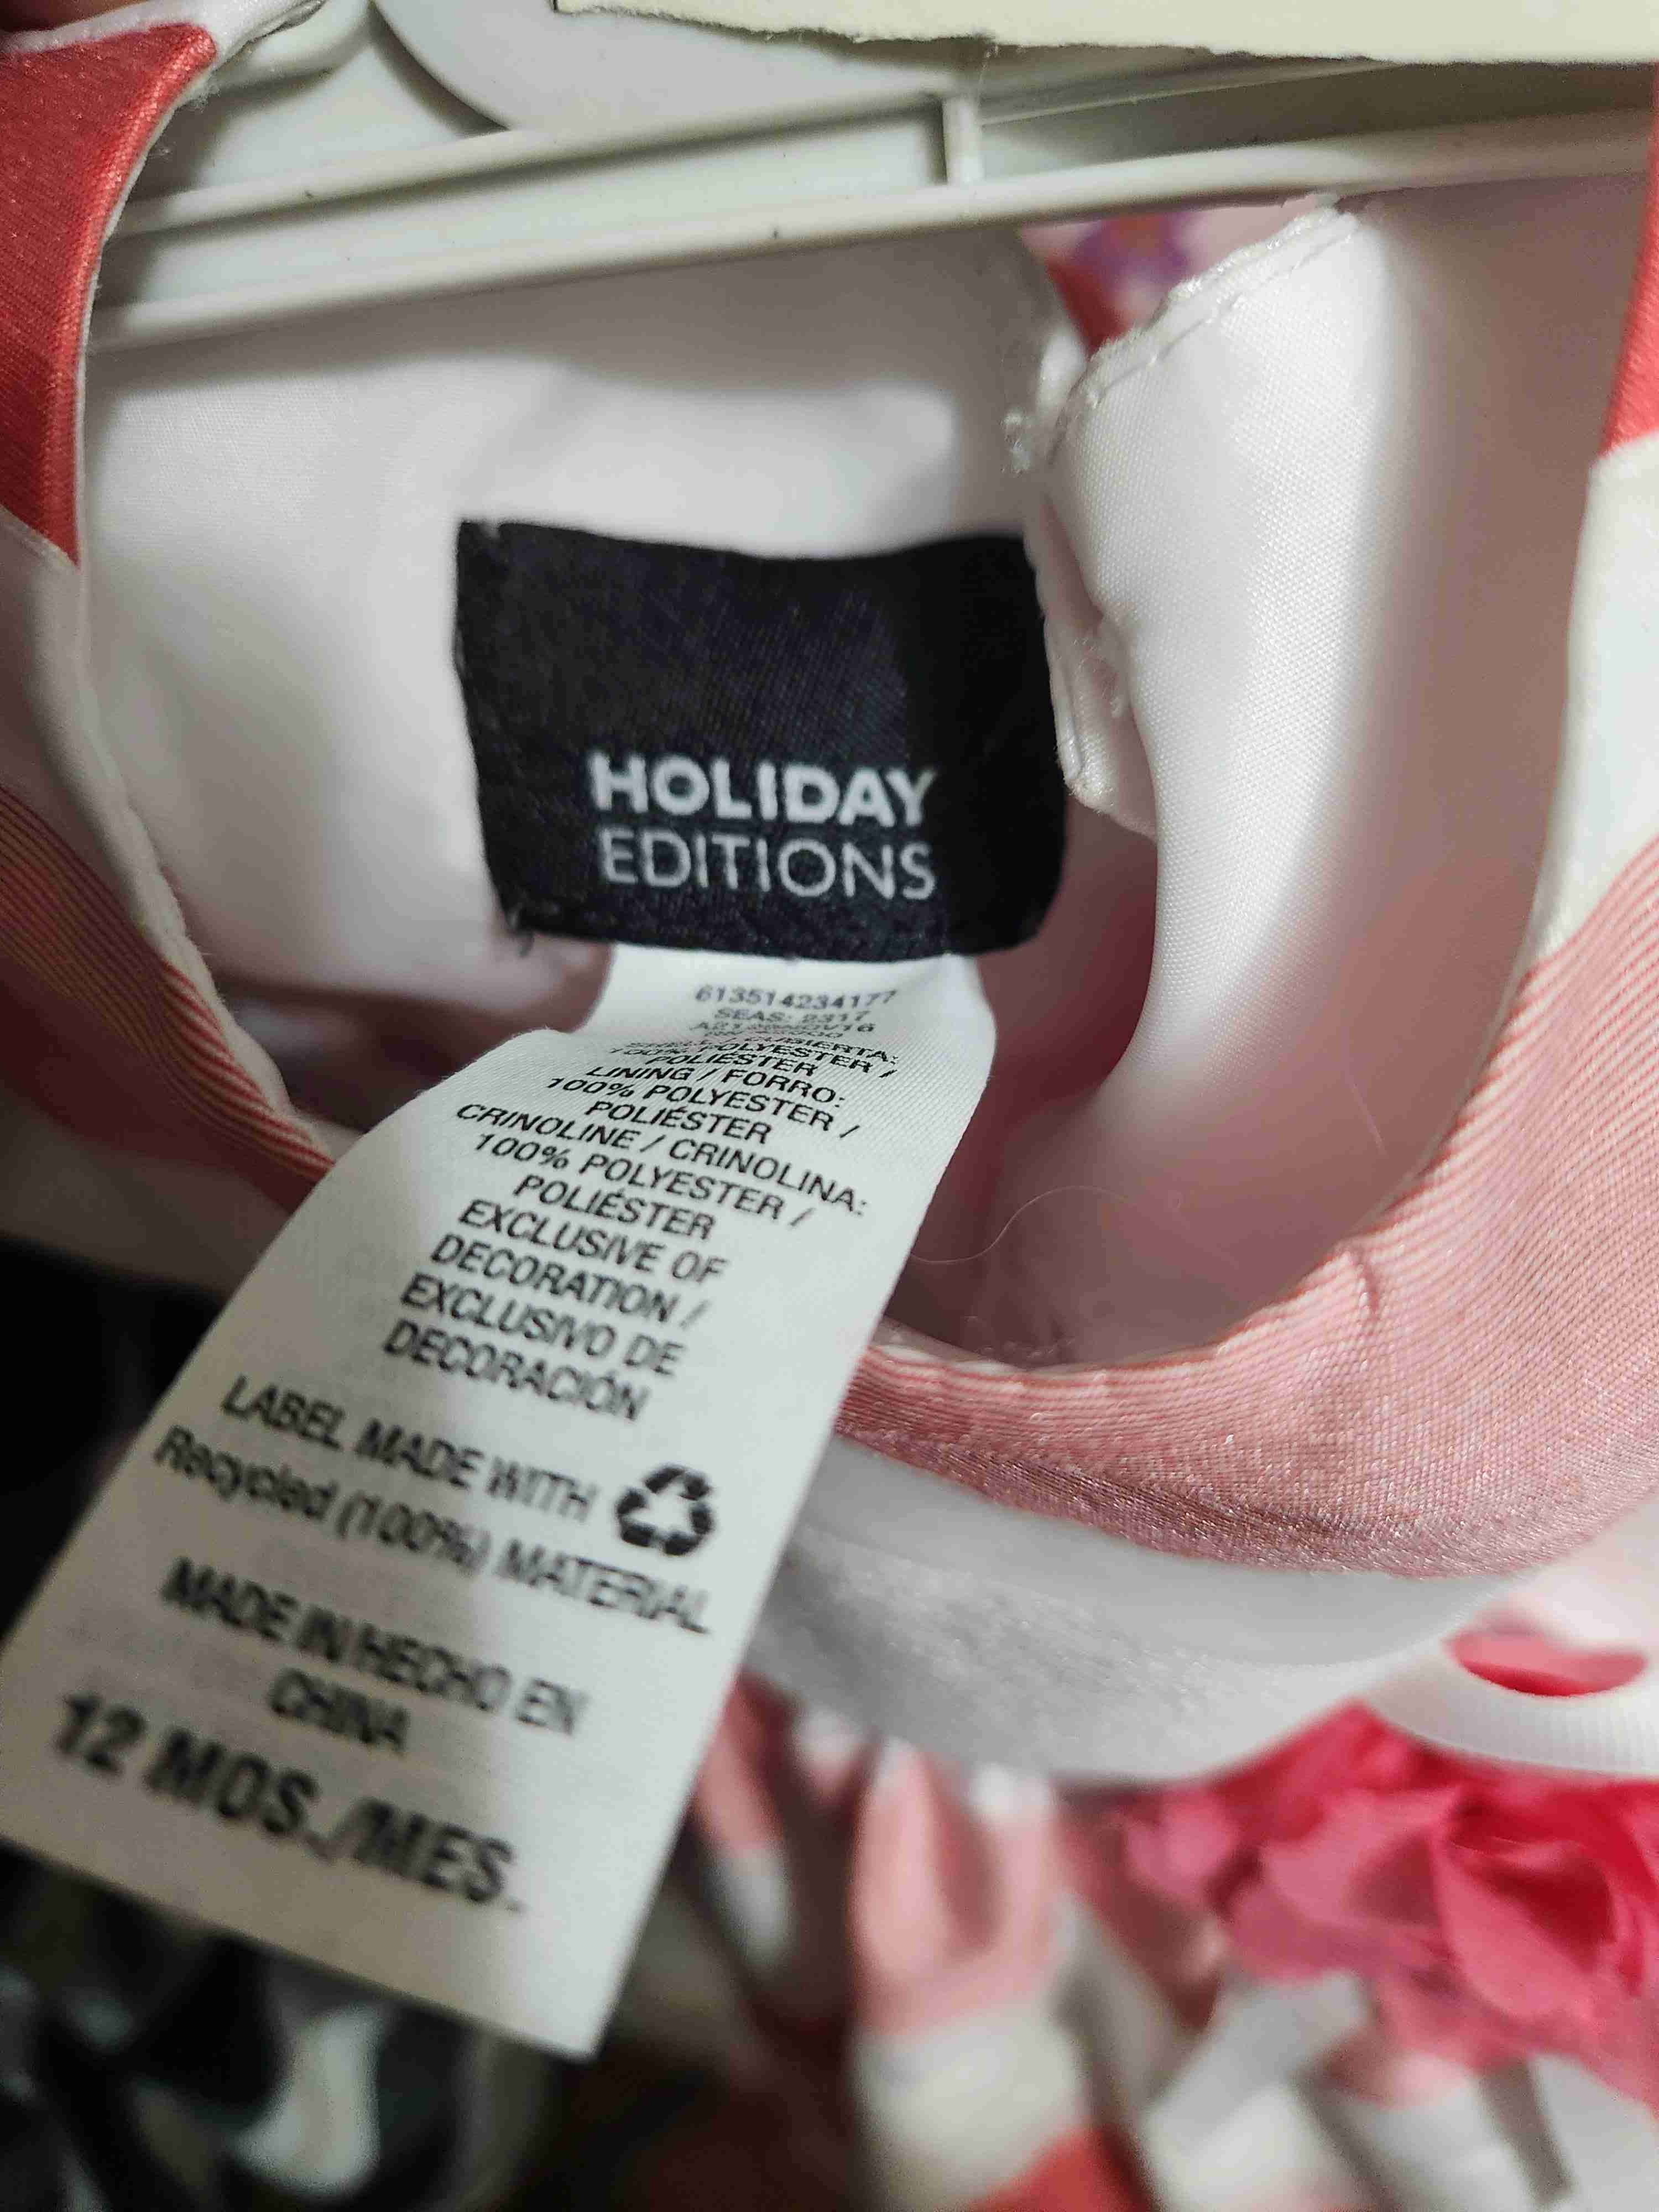 HOLIDAY
EDITIONS
613514234177
SEAS: 2317
100% POLYESTER /
POLIÉSTER
LINING / FORRO:
100% POLYESTER /
POLIÉSTER
CRINOLINE / CRINOLINA:
100% POLYESTER /
POLIÉSTER
EXCLUSIVE OF
DECORATION /
EXCLUSIVO DE
DECORACIÓN
LABEL MADE WITH
Recycled (100%) MATERIAL
MADE IN/HECHO EN
CHINA
12 MOS./MES.